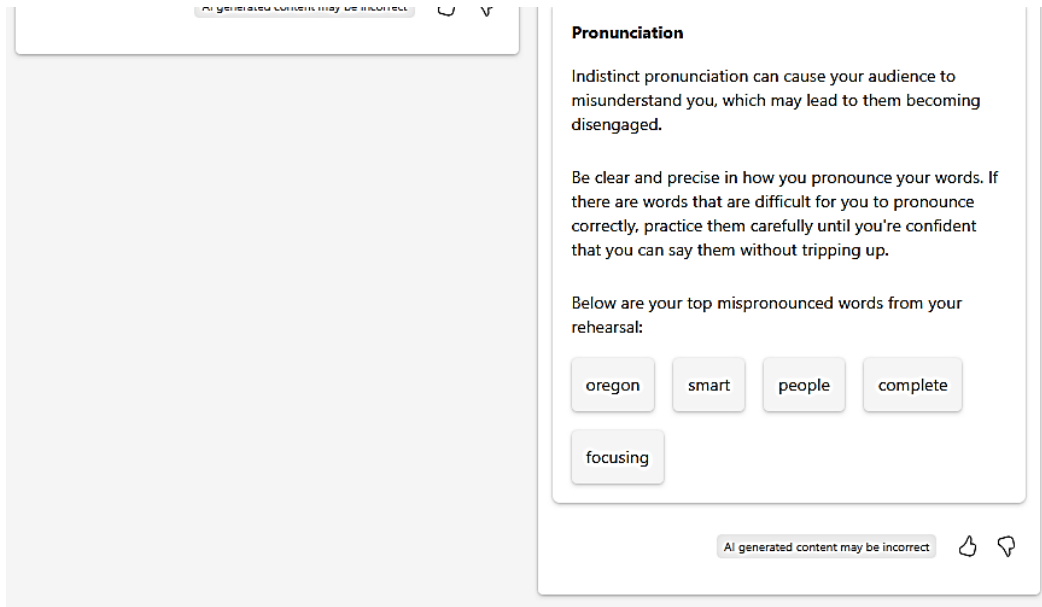 AI generated content may be incorrect
Pronunciation
Indistinct pronunciation can cause your audience to
misunderstand you, which may lead to them becoming
disengaged.
Be clear and precise in how you pronounce your words. If
there are words that are difficult for you to pronounce
correctly, practice them carefully until you're confident
that you can say them without tripping up.
Below are your top mispronounced words from your
rehearsal:
oregon smart people complete
focusing
AI generated content may be incorrect